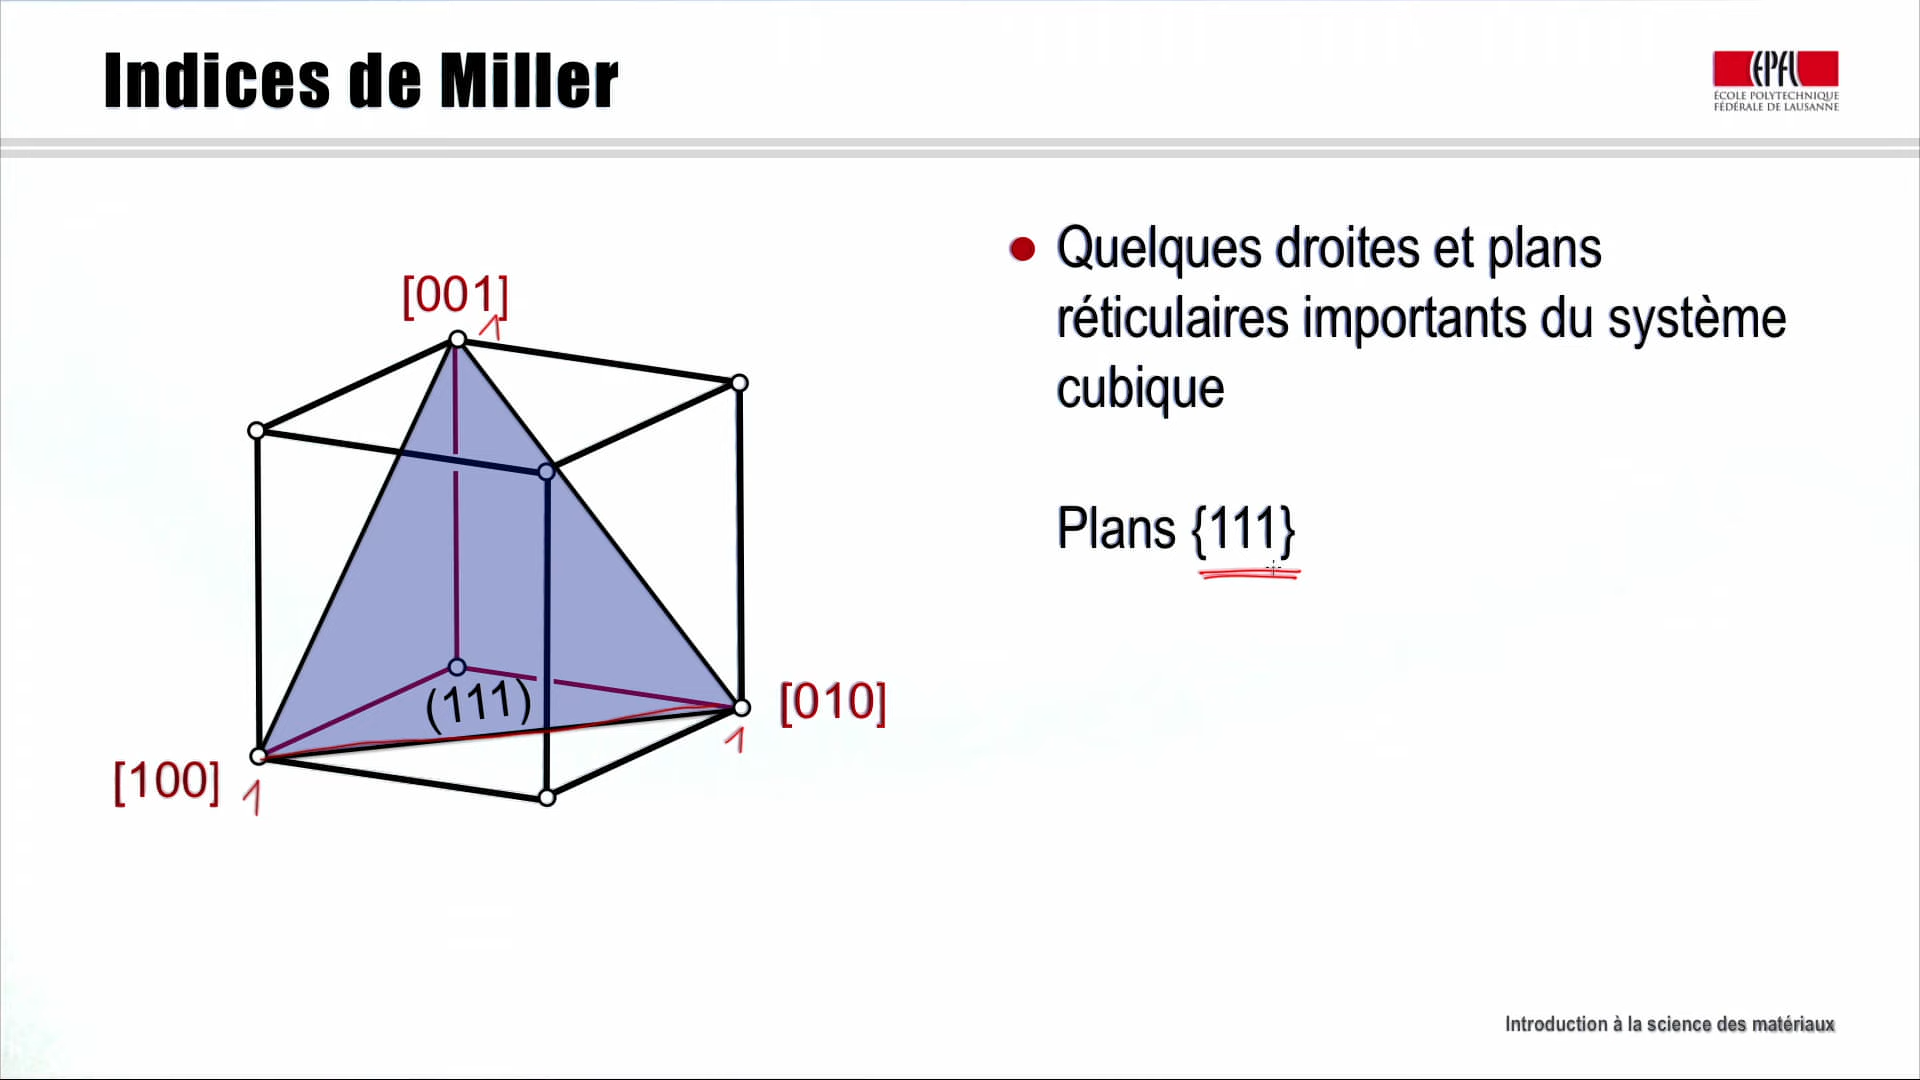 Indices de Miller
EPFL
ÉCOLE POLYTECHNIQUE
FÉDÉRALE DE LAUSANNE
[001]
1
(111)
[010]
1
[100]
1
Quelques droites et plans
réticulaires importants du système
cubique
Plans {111}
Introduction à la science des matériaux